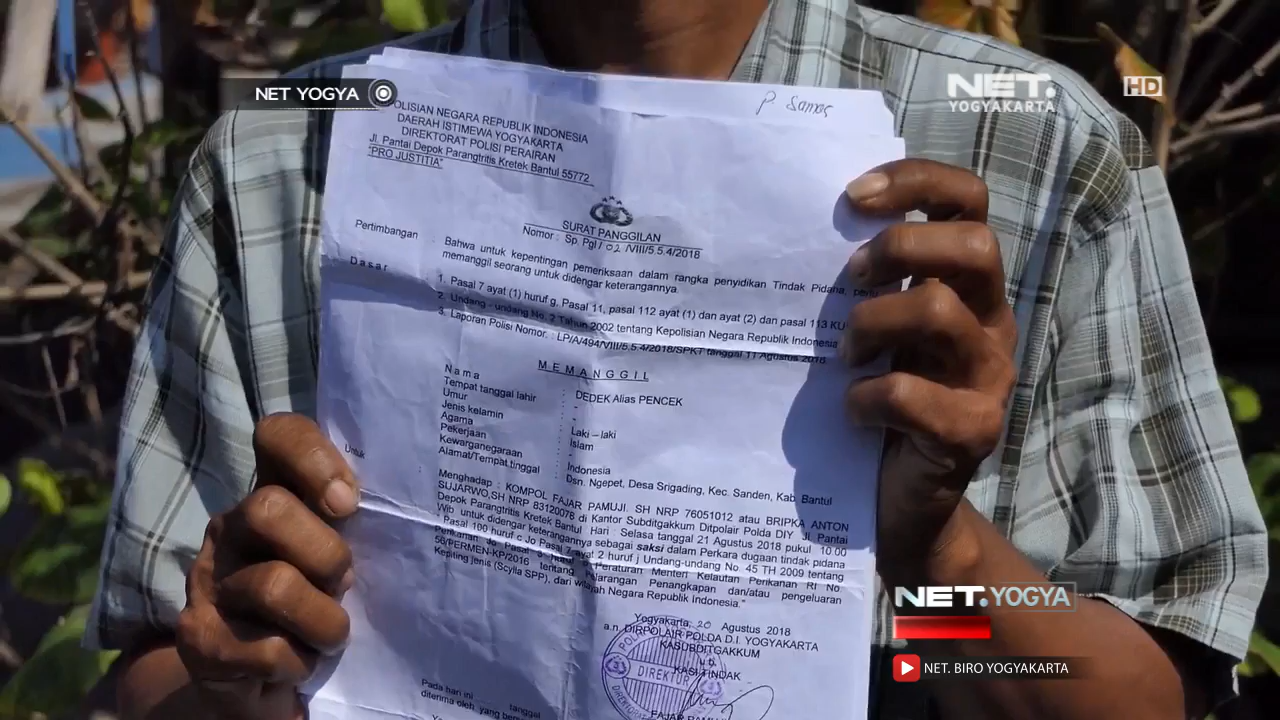 NET YOGYA
NET.
YOGYAKARTA
HD
P. Samas
OLISIAN NEGARA REPUBLIK INDONESIA
DAERAH ISTIMEWA YOGYAKARTA
DIREKTORAT POLISI PERAIRAN
Jl. Pantai Depok Parangtritis Kretek Bantul 55772
"PRO JUSTITIA"
SURAT PANGGILAN
Nomor : Sp. Pgl / 02 /VIII/5.5.4/2018
Pertimbangan : Bahwa untuk kepentingan pemeriksaan dalam rangka penyidikan Tindak Pidana, perlu
memanggil seorang untuk didengar keterangannya.
Dasar
1. Pasal 7 ayat (1) huruf g. Pasal 11, pasal 112 ayat (1) dan ayat (2) dan pasal 113 KU
2. Undang - undang No. 2 Tahun 2002 tentang Kepolisian Negara Republik Indonesia
3. Laporan Polisi Nomor. : LP/A/494/VIII/5.5.4/2018/SPKT tanggal 11 Agustus 2018
MEMANGGIL
Nama : DEDEK Alias PENCEK
Tempat tanggal lahir : -
Umur : -
Jenis kelamin : Laki – laki
Agama : Islam
Pekerjaan :
Kewarganegaraan : Indonesia
Alamat/Tempat tinggal : Dsn. Ngepet, Desa Srigading, Kec. Sanden, Kab. Bantul
Untuk : Menghadap : KOMPOL FAJAR PAMUJI. SH NRP 76051012 atau BRIPKA ANTON
SUJARWO,SH NRP 83120078 di Kantor Subditgakkum Ditpolair Polda DIY Jl. Pantai
Depok Parangtritis Kretek Bantul Hari Selasa tanggal 21 Agustus 2018 pukul 10.00
Wib untuk didengar keterangannya sebagai saksi dalam Perkara dugaan tindak pidana
Pasal 100 huruf c Jo Pasal 7 ayat 2 huruf j Undang-undang No. 45 TH 2009 tentang
Perikanan Jo Pasal 3 Peraturan Menteri Kelautan Perikanan RI No.
56/PERMEN-KP/2016 tentang Larangan Penangkapan dan/atau pengeluaran
Kepiting jenis (Scylla SPP), dari wilayah Negara Republik Indonesia."
Yogyakarta, 20 Agustus 2018
a.n. DIRPOLAIR POLDA D.I. YOGYAKARTA
KASUBDITGAKKUM
u.b.
KASI TINDAK
DIREKTUR
FAJAR PAMU
Pada hari ini tanggal
diterima oleh yang
NET.YOGYA
NET. BIRO YOGYAKARTA